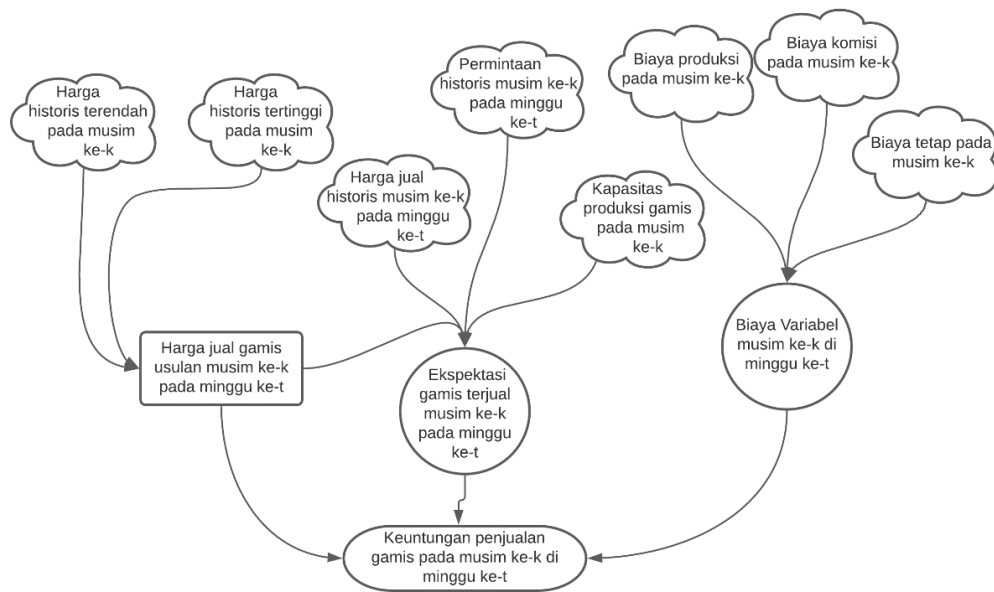 Harga
historis terendah
pada musim
ke-k
Harga
historis tertinggi
pada musim
ke-k
Permintaan
historis musim ke-k
pada minggu
ke-t
Harga jual
historis musim ke-k
pada minggu
ke-t
Kapasitas
produksi gamis
pada musim
ke-k
Biaya produksi
pada musim ke-k
Biaya komisi
pada musim ke-k
Biaya tetap pada
musim ke-k
Harga jual gamis
usulan musim ke-k
pada minggu ke-t
Ekspektasi
gamis terjual
musim ke-k
pada minggu
ke-t
Biaya Variabel
musim ke-k di
minggu ke-t
Keuntungan penjualan
gamis pada musim ke-k di
minggu ke-t